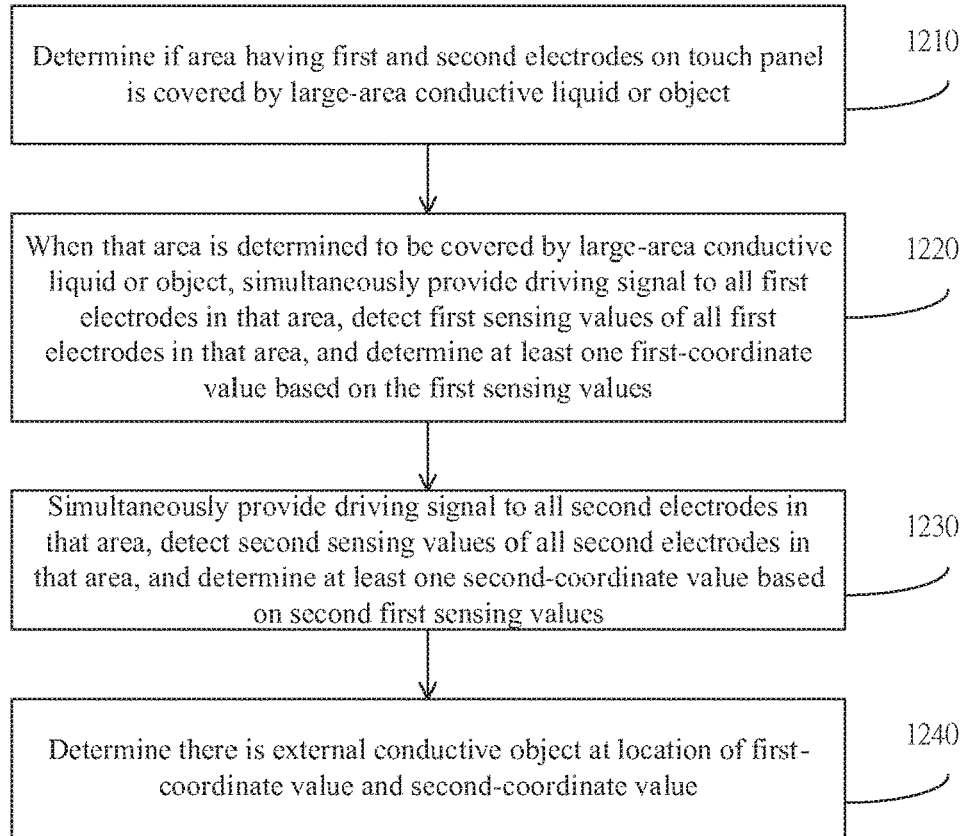 Determine if area having first and second electrodes on touch panel
is covered by large-area conductive liquid or object
1210
When that area is determined to be covered by large-area conductive
liquid or object, simultaneously provide driving signal to all first
electrodes in that area, detect first sensing values of all first
electrodes in that area, and determine at least one first-coordinate
value based on the first sensing values
1220
Simultaneously provide driving signal to all second electrodes in
that area, detect second sensing values of all second electrodes in
that area, and determine at least one second-coordinate value based
on second first sensing values
1230
Determine there is external conductive object at location of first-
coordinate value and second-coordinate value
1240